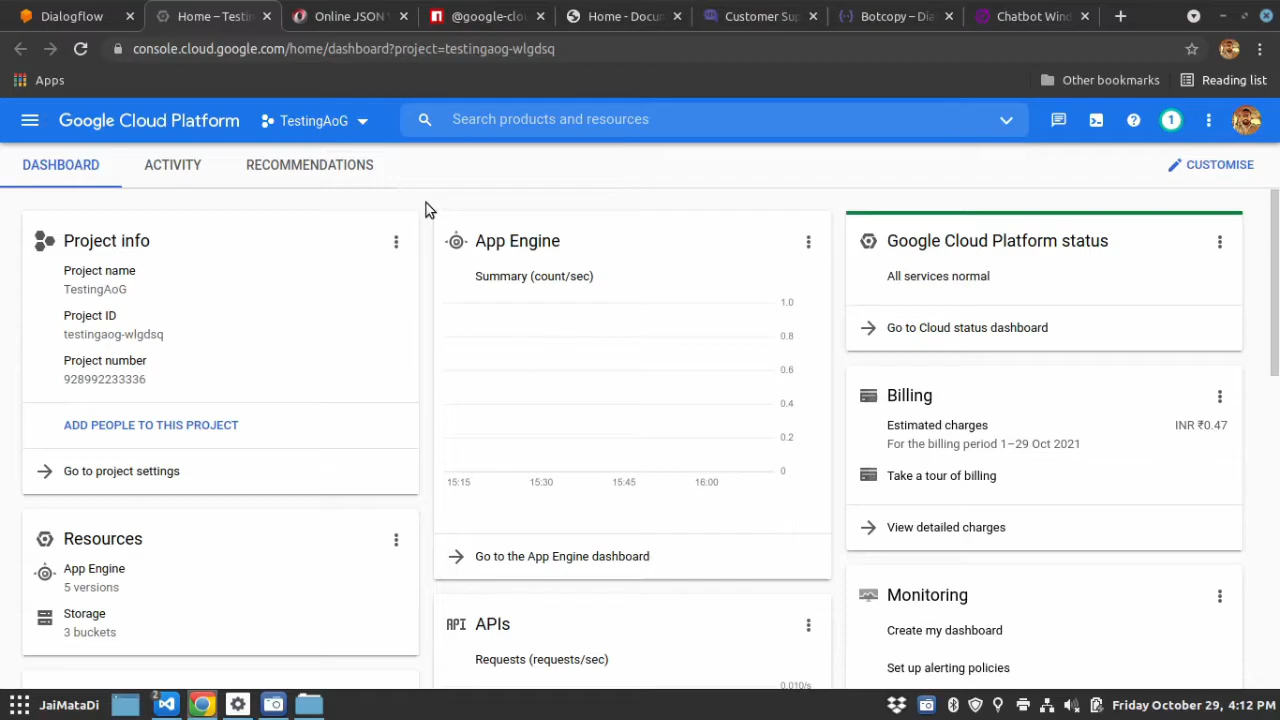 Dialogflow
Home – Testin
Online JSON V
@google-clou
Home - Docum
Customer Sup
Botcopy – Dia
Chatbot Wind
console.cloud.google.com/home/dashboard?project=testingaog-wlgdsq
Apps
Other bookmarks
Reading list
Google Cloud Platform
TestingAoG
Search products and resources
1
DASHBOARD
ACTIVITY
RECOMMENDATIONS
CUSTOMISE
Project info
Project name
TestingAoG
Project ID
testingaog-wlgdsq
Project number
928992233336
ADD PEOPLE TO THIS PROJECT
Go to project settings
Resources
App Engine
5 versions
Storage
3 buckets
App Engine
Summary (count/sec)
1.0
0.8
0.6
0.4
0.2
0
15:15 15:30 15:45 16:00
Go to the App Engine dashboard
API APIs
Requests (requests/sec)
0.010/s
Google Cloud Platform status
All services normal
Go to Cloud status dashboard
Billing
Estimated charges INR ₹0.47
For the billing period 1–29 Oct 2021
Take a tour of billing
View detailed charges
Monitoring
Create my dashboard
Set up alerting policies
JaiMataDi
2
Friday October 29, 4:12 PM